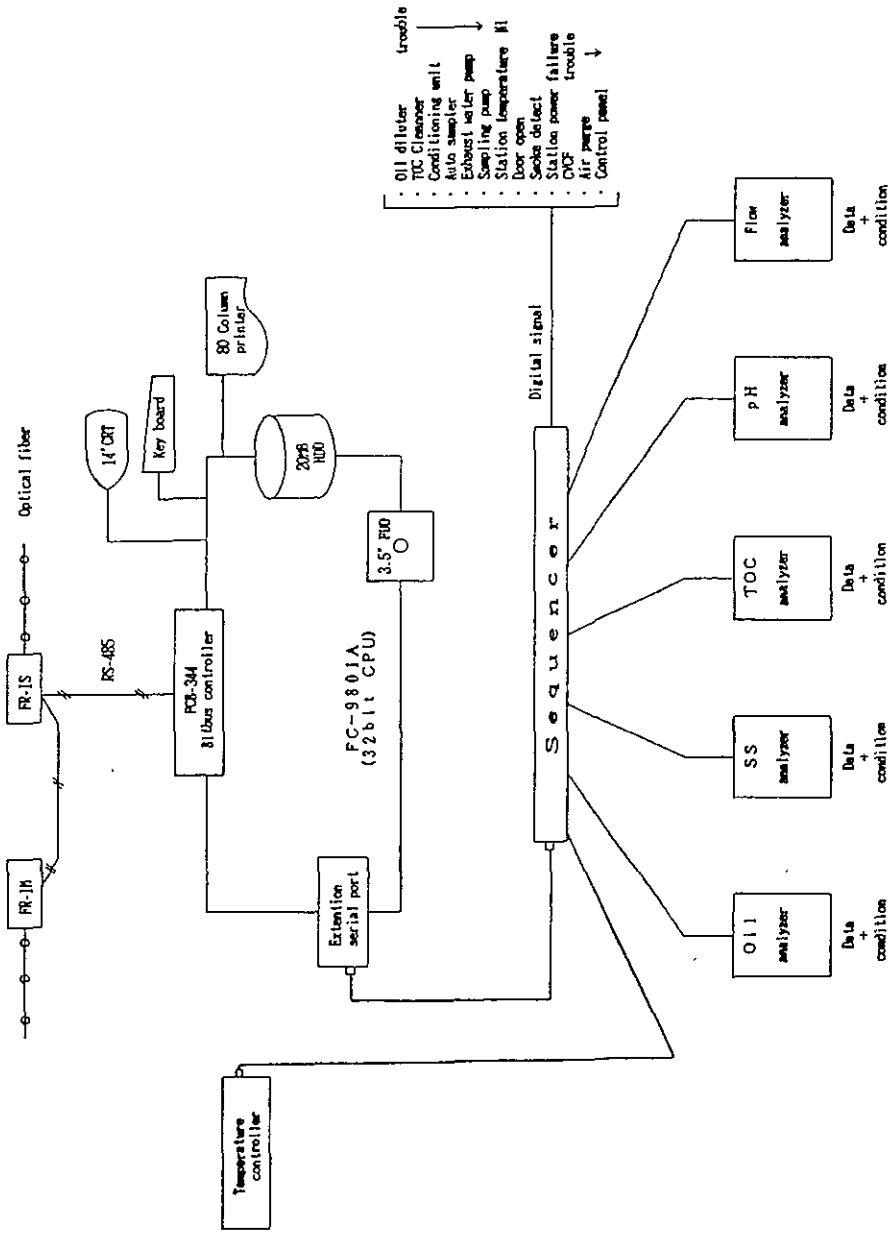 Optical fiber
FR-IM
FR-IS
RS-485
14"CRT
Key board
80 Column
printer
PCB-344
Bitbus controller
20MB
HDD
3.5" FDD
PC-9801A
(32bit CPU)
Extention
serial port
Temperature
controller
Sequencer
Digital signal
· Oil diluter trouble
· TOC Cleanner
· Conditioning unit
· Auto sampler
· Exhaust water pump
· Sampling pump
· Station temperature
· Door open
· Smoke detect
· Station power failure
· CVCF trouble
· Air purge
· Control panel
Oil
analyzer
Data
+
condition
SS
analyzer
Data
+
condition
TOC
analyzer
Data
+
condition
pH
analyzer
Data
+
condition
Flow
analyzer
Data
+
condition